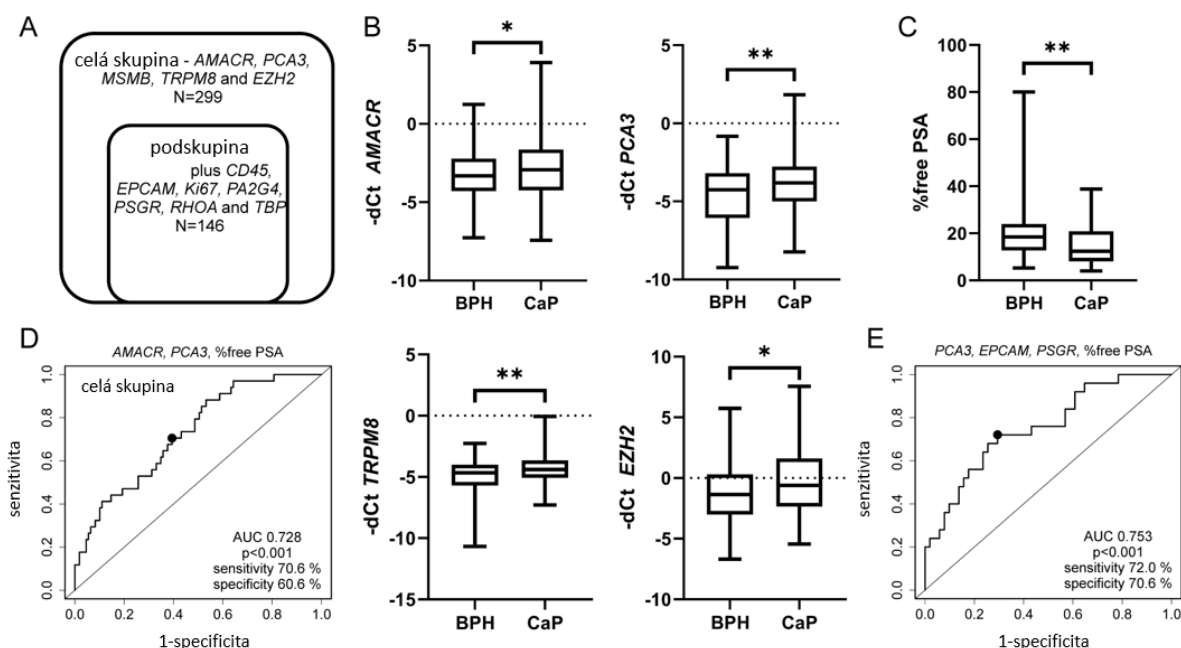 A
celá skupina - AMACR, PCA3,
MSMB, TRPM8 and EZH2
N=299
podskupina
plus CD45,
EPCAM, Ki67, PA2G4,
PSGR, RHOA and TBP
N=146
B
-dCt AMACR
5
0
-5
-10
*
BPH
CaP
-dCt PCA3
5
0
-5
-10
**
BPH
CaP
C
%free PSA
100
80
60
40
20
0
**
BPH
CaP
D
AMACR, PCA3, %free PSA
celá skupina
senzitivita
1.0
0.8
0.6
0.4
0.2
0.0
AUC 0.728
p<0.001
sensitivity 70.6 %
specificity 60.6 %
0.0 0.2 0.4 0.6 0.8 1.0
1-specificita
-dCt TRPM8
5
0
-5
-10
-15
**
BPH
CaP
-dCt EZH2
10
5
0
-5
-10
*
BPH
CaP
E
PCA3, EPCAM, PSGR, %free PSA
senzitivita
1.0
0.8
0.6
0.4
0.2
0.0
AUC 0.753
p<0.001
sensitivity 72.0 %
specificity 70.6 %
0.0 0.2 0.4 0.6 0.8 1.0
1-specificita